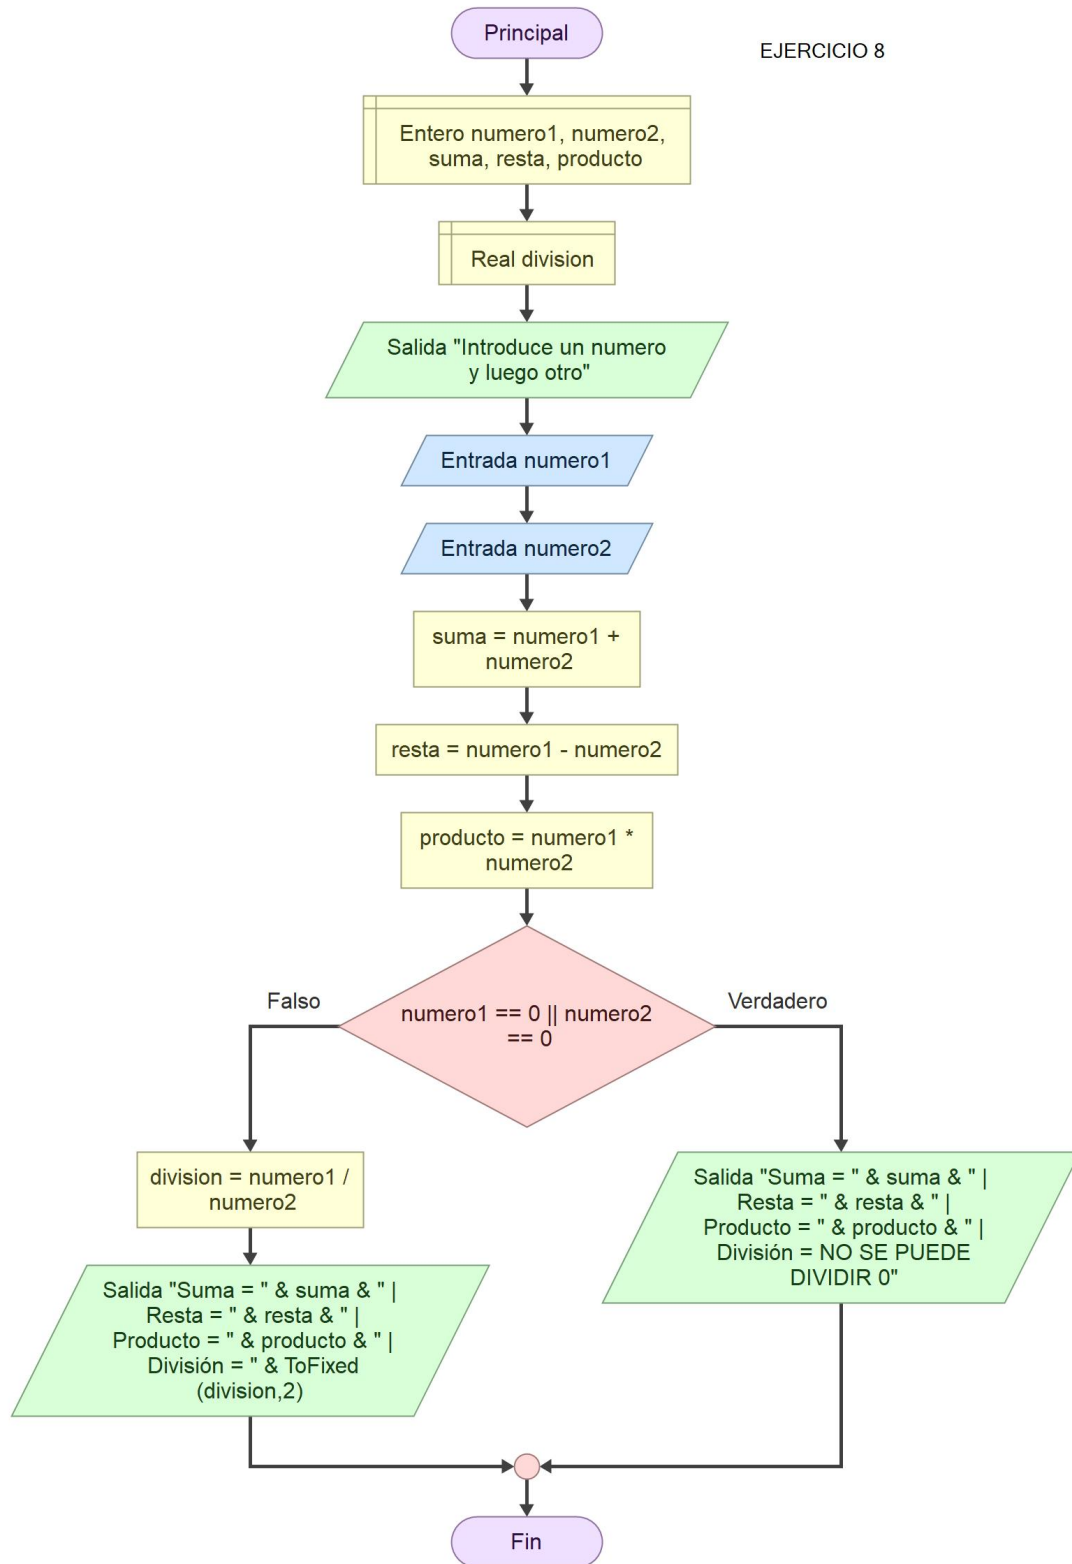 Principal
EJERCICIO 8
Entero numero1, numero2,
suma, resta, producto
Real division
Salida "Introduce un numero
y luego otro"
Entrada numero1
Entrada numero2
suma = numero1 +
numero2
resta = numero1 - numero2
producto = numero1 *
numero2
Falso
Verdadero
numero1 == 0 || numero2
== 0
division = numero1 /
numero2
Salida "Suma = " & suma & " |
Resta = " & resta & " |
Producto = " & producto & " |
División = " & ToFixed
(division,2)
Salida "Suma = " & suma & " |
Resta = " & resta & " |
Producto = " & producto & " |
División = NO SE PUEDE
DIVIDIR 0"
Fin